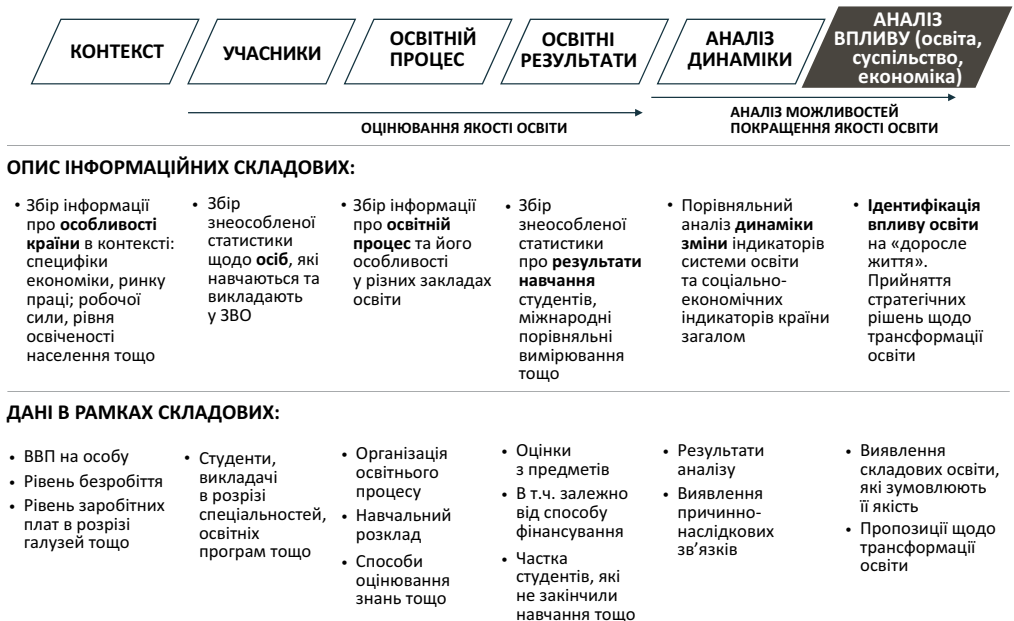 КОНТЕКСТ
УЧАСНИКИ
ОСВІТНІЙ
ПРОЦЕС
ОСВІТНІ
РЕЗУЛЬТАТИ
АНАЛІЗ
ДИНАМІКИ
АНАЛІЗ
ВПЛИВУ (освіта,
суспільство,
економіка)
ОЦІНЮВАННЯ ЯКОСТІ ОСВІТИ
АНАЛІЗ МОЖЛИВОСТЕЙ
ПОКРАЩЕННЯ ЯКОСТІ ОСВІТИ
ОПИС ІНФОРМАЦІЙНИХ СКЛАДОВИХ:
• Збір інформації
про особливості
країни в контексті:
специфіки
економіки, ринку
праці; робочої
сили, рівня
освіченості
населення тощо
• Збір
знеособленої
статистики
щодо осіб, які
навчаються та
викладають
у ЗВО
• Збір інформації
про освітній
процес та його
особливості
у різних закладах
освіти
• Збір
знеособленої
статистики
про результати
навчання
студентів,
міжнародні
порівняльні
вимірювання
тощо
• Порівняльний
аналіз динаміки
зміни індикаторів
системи освіти
та соціально-
економічних
індикаторів країни
загалом
• Ідентифікація
впливу освіти
на «доросле
життя».
Прийняття
стратегічних
рішень щодо
трансформації
освіти
ДАНІ В РАМКАХ СКЛАДОВИХ:
• ВВП на особу
• Рівень безробіття
• Рівень заробітних
плат в розрізі
галузей тощо
• Студенти,
викладачі
в розрізі
спеціальностей,
освітніх
програм тощо
• Організація
освітнього
процесу
• Навчальний
розклад
• Способи
оцінювання
знань тощо
• Оцінки
з предметів
• В т.ч. залежно
від способу
фінансування
• Частка
студентів, які
не закінчили
навчання тощо
• Результати
аналізу
• Виявлення
причинно-
наслідкових
зв’язків
• Виявлення
складових освіти,
які зумовлюють
її якість
• Пропозиції щодо
трансформації
освіти